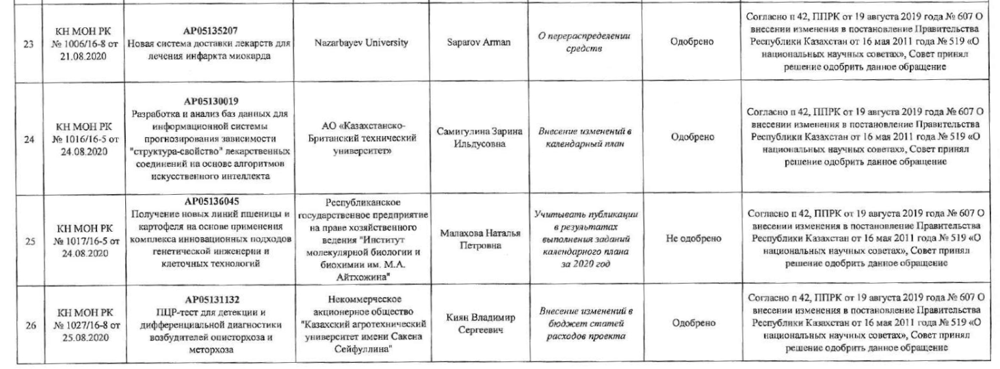 23
КН МОН РК
№ 1006/16-8 от
21.08.2020
AP05135207
Новая система доставки лекарств для
лечения инфаркта миокарда
Nazarbayev University
Saparov Arman
О перераспределении
средств
Одобрено
Согласно п 42, ППРК от 19 августа 2019 года № 607 О
внесении изменения в постановление Правительства
Республики Казахстан от 16 мая 2011 года № 519 «О
национальных научных советах», Совет принял
решение одобрить данное обращение
24
КН МОН РК
№ 1016/16-5 от
24.08.2020
AP05130019
Разработка и анализ баз данных для
информационной системы
прогнозирования зависимости
"структура-свойство" лекарственных
соединений на основе алгоритмов
искусственного интеллекта
АО «Казахстанско-
Британский технический
университет»
Самигулина Зарина
Ильдусовна
Внесение изменений в
календарный план
Одобрено
Согласно п 42, ППРК от 19 августа 2019 года № 607 О
внесении изменения в постановление Правительства
Республики Казахстан от 16 мая 2011 года № 519 «О
национальных научных советах», Совет принял
решение одобрить данное обращение
25
КН МОН РК
№ 1017/16-5 от
24.08.2020
AP05136045
Получение новых линий пшеницы и
картофеля на основе применения
комплекса инновационных подходов
генетической инженерии и
клеточных технологий
Республиканское
государственное предприятие
на праве хозяйственного
ведения "Институт
молекулярной биологии и
биохимии им. М.А.
Айтхожина"
Малахова Наталья
Петровна
Учитывать публикации
в результатах
выполнения заданий
календарного плана
за 2020 год
Не одобрено
Согласно п 42, ППРК от 19 августа 2019 года № 607 О
внесении изменения в постановление Правительства
Республики Казахстан от 16 мая 2011 года № 519 «О
национальных научных советах», Совет принял
решение одобрить данное обращение
26
КН МОН РК
№ 1027/16-8 от
25.08.2020
AP05131132
ПЦР-тест для детекции и
дифференциальной диагностики
возбудителей описторхоза и
меторхоза
Некоммерческое
акционерное общество
"Казахский агротехнический
университет имени Сакена
Сейфуллина"
Киян Владимир
Сергеевич
Внесение изменений в
бюджет статей
расходов проекта
Одобрено
Согласно п 42, ППРК от 19 августа 2019 года № 607 О
внесении изменения в постановление Правительства
Республики Казахстан от 16 мая 2011 года № 519 «О
национальных научных советах», Совет принял
решение одобрить данное обращение